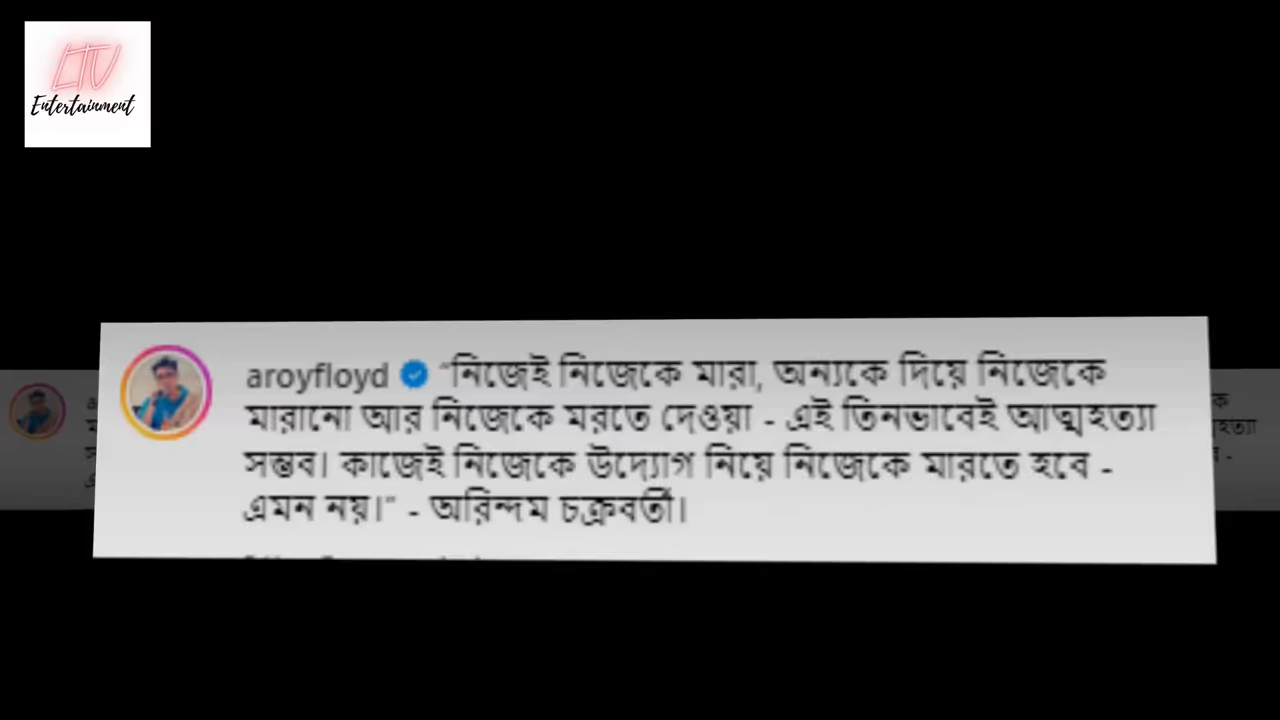 LTV
Entertainment
aroyfloyd "নিজেই নিজেকে মারা, অন্যকে দিয়ে নিজেকে
মারানো আর নিজেকে মরতে দেওয়া - এই তিনভাবেই আত্মহত্যা
সম্ভব। কাজেই নিজেকে উদ্যোগ নিয়ে নিজেকে মারতে হবে -
এমন নয়।" - অরিন্দম চক্রবর্তী।